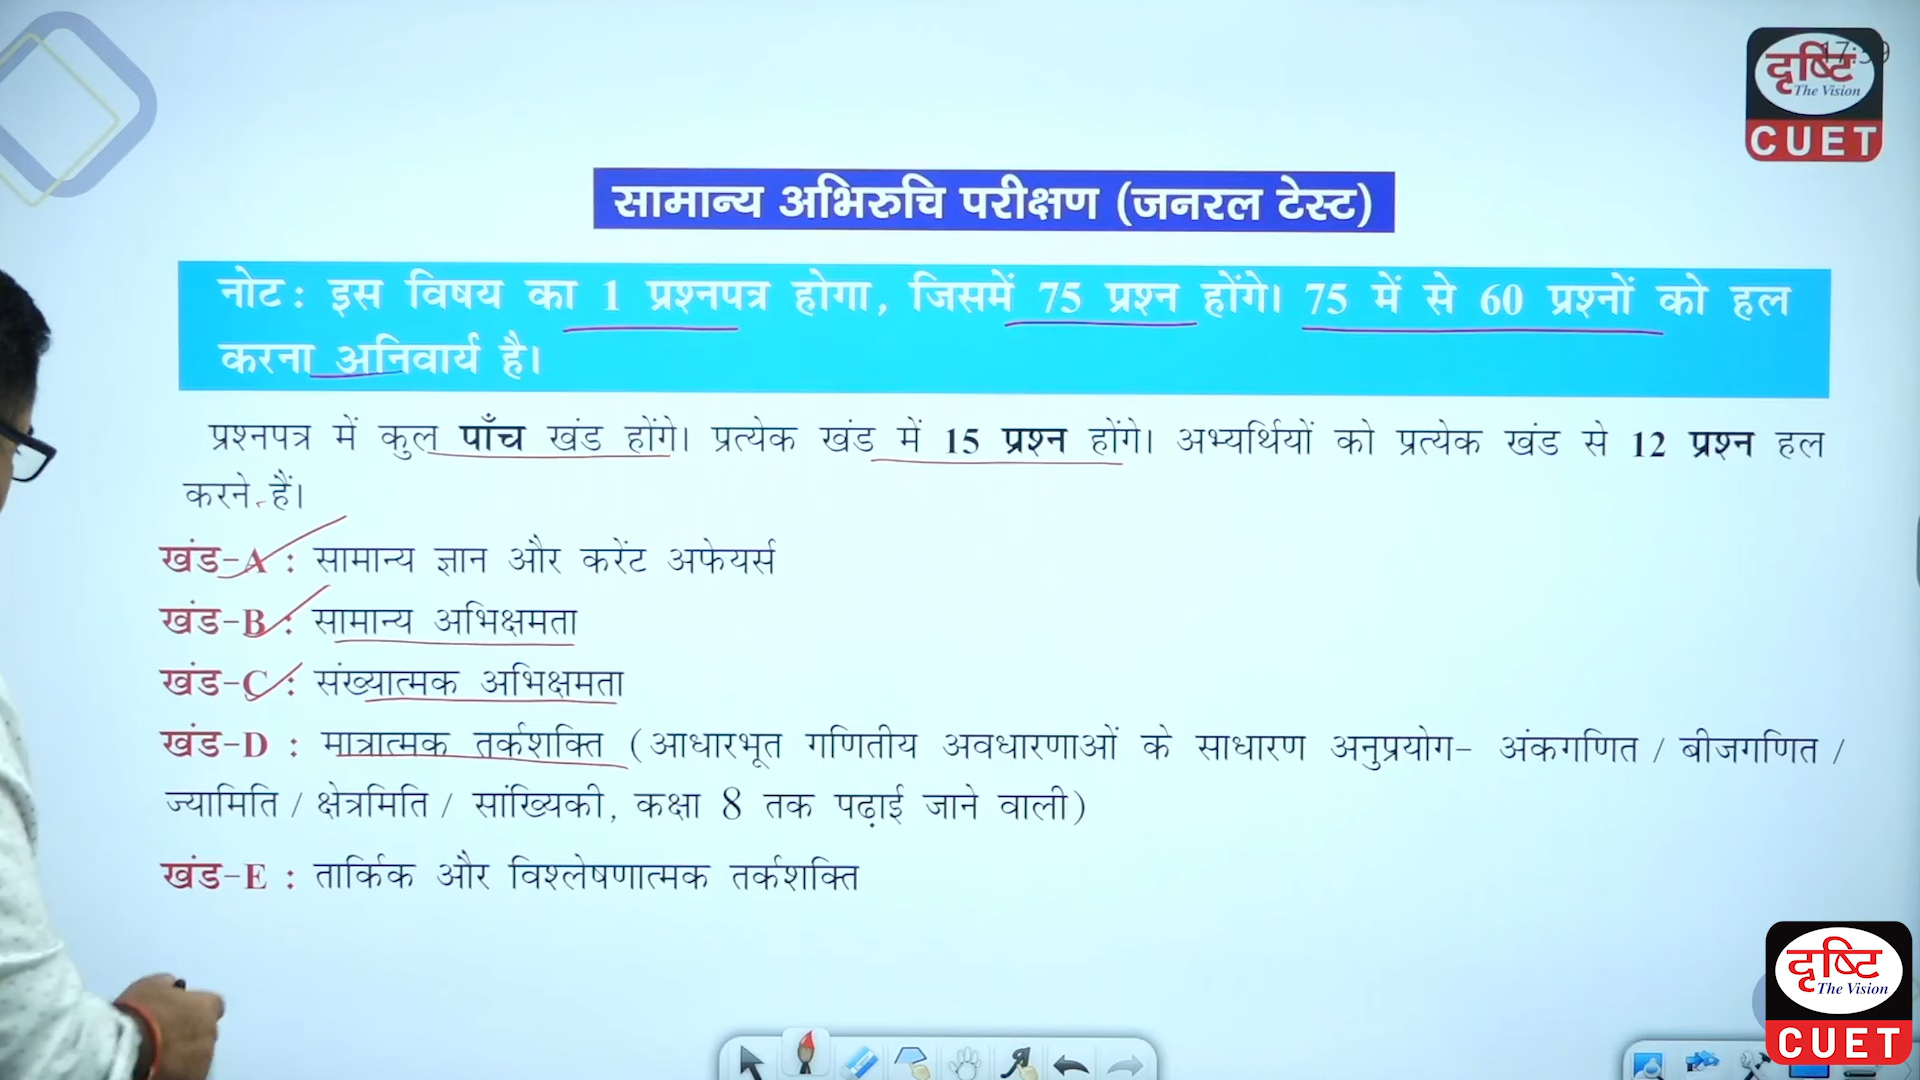 दृष्टि
The Vision
CUET
सामान्य अभिरुचि परीक्षण (जनरल टेस्ट)
नोट: इस विषय का 1 प्रश्नपत्र होगा, जिसमें 75 प्रश्न होंगे। 75 में से 60 प्रश्नों को हल
करना अनिवार्य है।
प्रश्नपत्र में कुल पाँच खंड होंगे। प्रत्येक खंड में 15 प्रश्न होंगे। अभ्यर्थियों को प्रत्येक खंड से 12 प्रश्न हल
करने हैं।
खंड-A : सामान्य ज्ञान और करेंट अफेयर्स
खंड-B : सामान्य अभिक्षमता
खंड-C : संख्यात्मक अभिक्षमता
खंड-D : मात्रात्मक तर्कशक्ति (आधारभूत गणितीय अवधारणाओं के साधारण अनुप्रयोग- अंकगणित / बीजगणित /
ज्यामिति / क्षेत्रमिति / सांख्यिकी, कक्षा 8 तक पढ़ाई जाने वाली)
खंड-E : तार्किक और विश्लेषणात्मक तर्कशक्ति
दृष्टि
The Vision
CUET